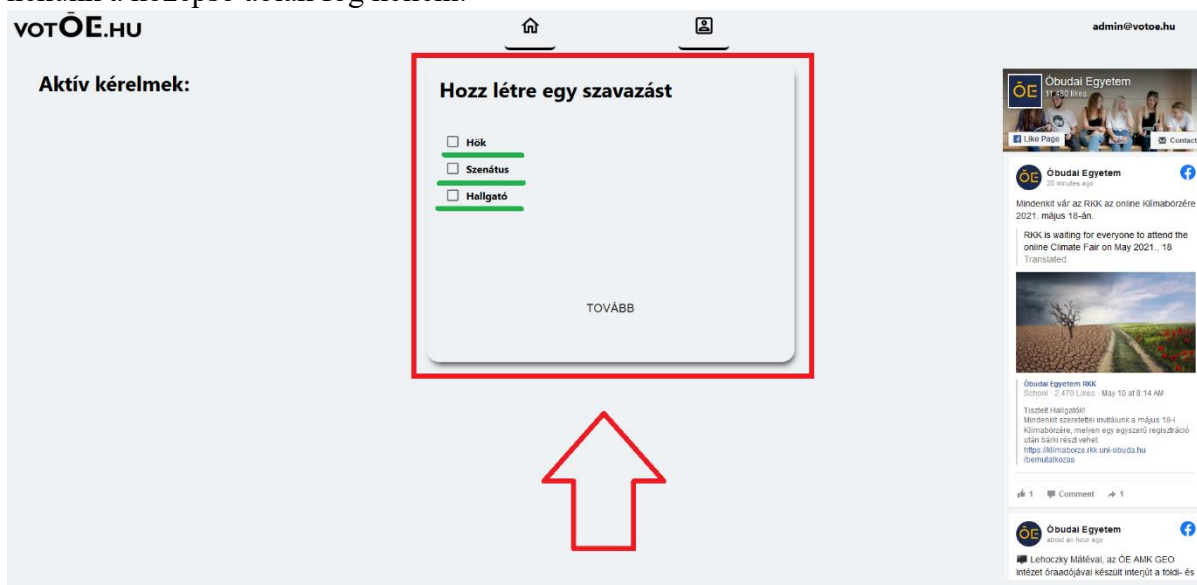 votŌE.HU
admin@votoe.hu
Aktív kérelmek:
Hozz létre egy szavazást
Hök
Szenátus
Hallgató
TOVÁBB
Óbudai Egyetem
11,430 likes
Like Page
Contact
Óbudai Egyetem
20 minutes ago
Mindenkit vár az RKK az online Klímabörzére
2021. május 18-án.
RKK is waiting for everyone to attend the
online Climate Fair on May 2021., 18
Translated
Óbudai Egyetem RKK
School · 2,470 Likes · May 10 at 8:14 AM
Tisztelt Hallgatók!
Mindenkit szeretettel invitálunk a május 18-i
Klímabörzére, melyen egy egyszerű regisztráció
után bárki részt vehet.
https://klimaborze.rkk.uni-obuda.hu
/bemutatkozas
1 Comment 1
Óbudai Egyetem
about an hour ago
Lehoczky Mátéval, az ÓE AMK GEO
Intézet óraadójával készült interjút a földi- és